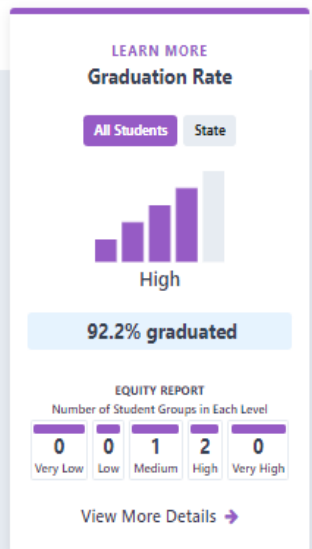 LEARN MORE
Graduation Rate
All Students State
High
92.2% graduated
EQUITY REPORT
Number of Student Groups in Each Level
0 0 1 2 0
Very Low Low Medium High Very High
View More Details